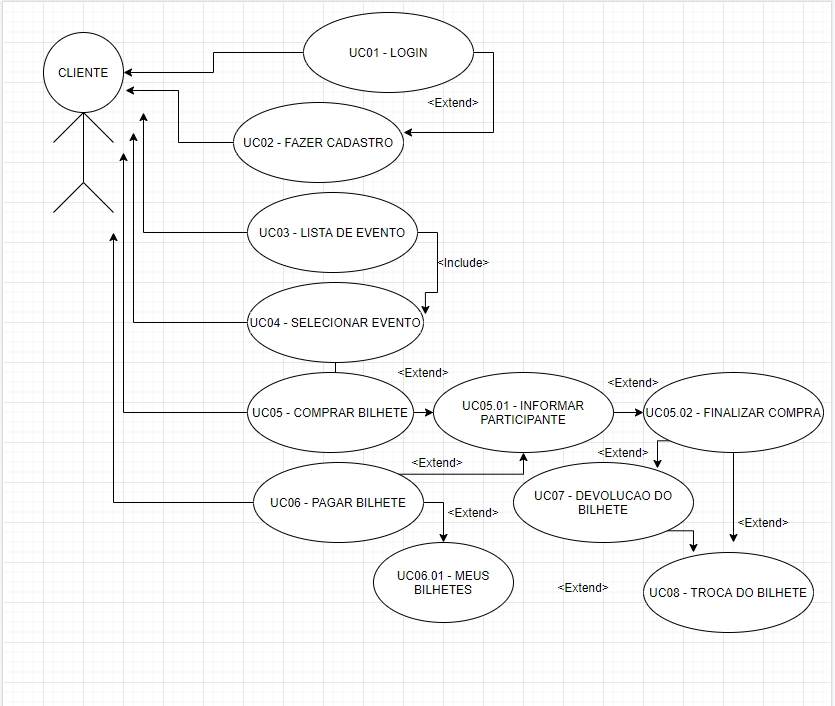 UC01 - LOGIN
CLIENTE
<Extend>
UC02 - FAZER CADASTRO
UC03 - LISTA DE EVENTO
<Include>
UC04 - SELECIONAR EVENTO
<Extend>
<Extend>
UC05 - COMPRAR BILHETE
UC05.01 - INFORMAR
PARTICIPANTE
UC05.02 - FINALIZAR COMPRA
<Extend>
<Extend>
UC06 - PAGAR BILHETE
<Extend>
UC07 - DEVOLUCAO DO
BILHETE
<Extend>
UC06.01 - MEUS
BILHETES
<Extend>
UC08 - TROCA DO BILHETE